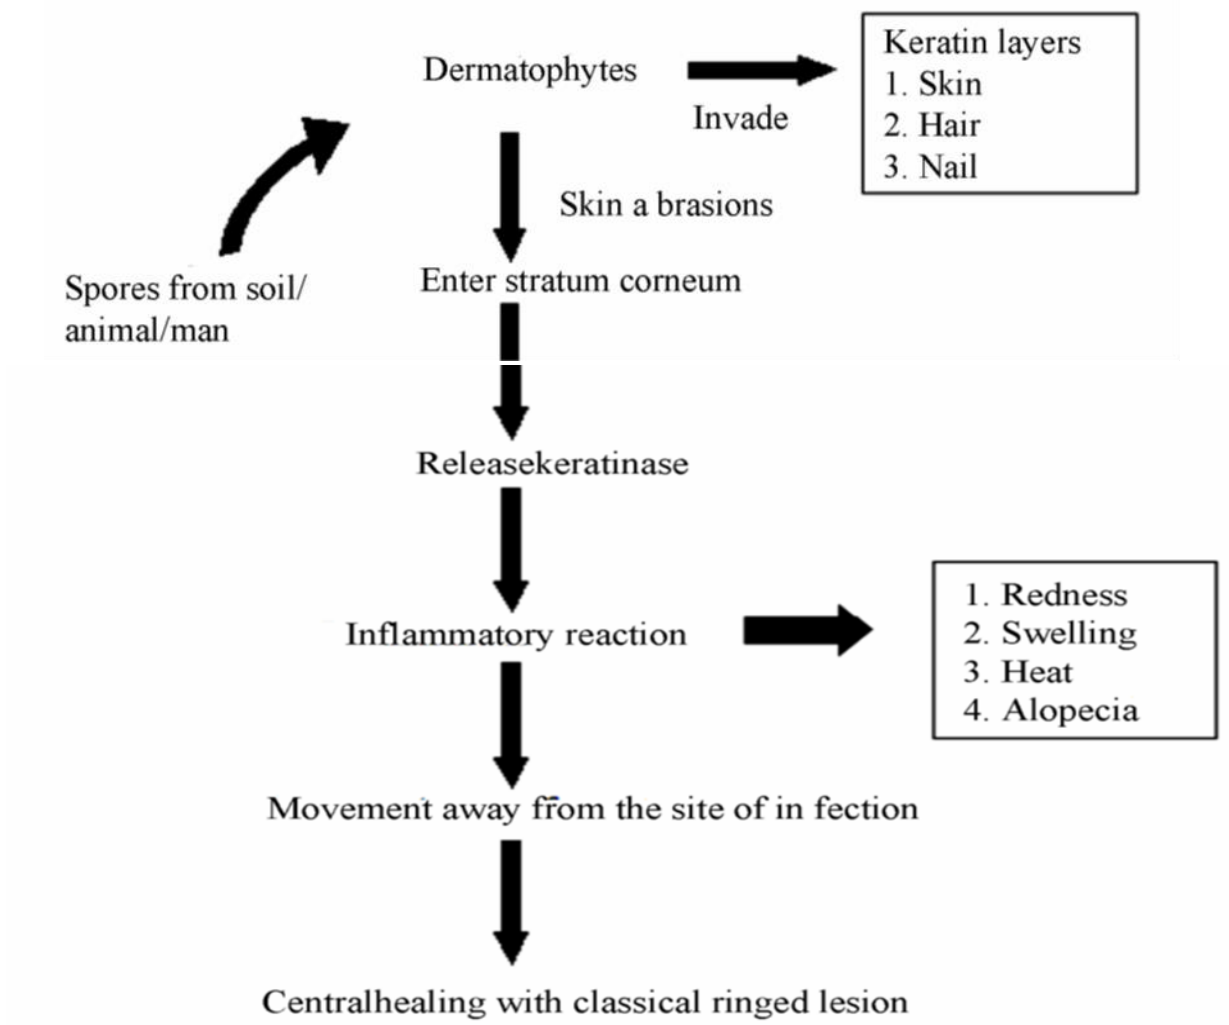 Dermatophytes
Invade
Keratin layers
1. Skin
2. Hair
3. Nail
Skin a brasions
Spores from soil/
animal/man
Enter stratum corneum
Releasekeratinase
Inflammatory reaction
1. Redness
2. Swelling
3. Heat
4. Alopecia
Movement away from the site of in fection
Centralhealing with classical ringed lesion